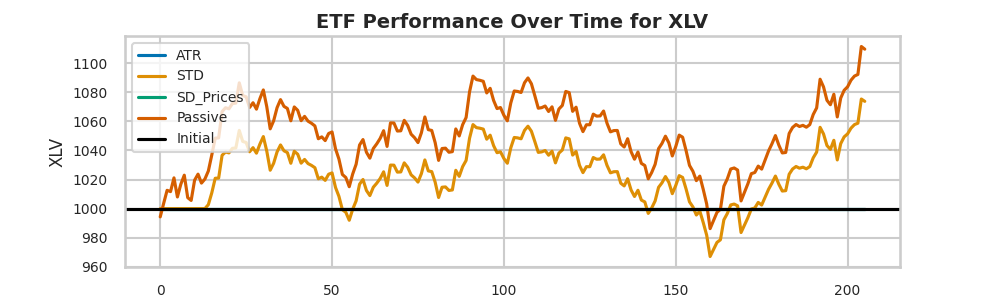 ETF Performance Over Time for XLV
XLV
1100
1080
1060
1040
1020
1000
980
960
ATR
STD
SD_Prices
Passive
Initial
0 50 100 150 200